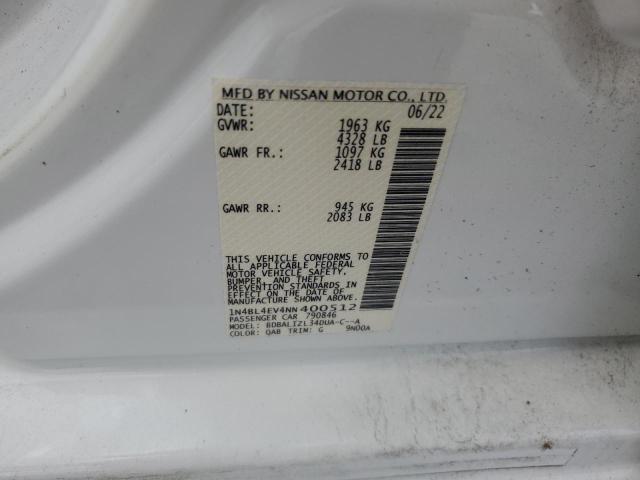 MFD BY NISSAN MOTOR CO., LTD.
DATE: 06/22
GVWR: 1963 KG
4328 LB
GAWR FR.: 1097 KG
2418 LB
GAWR RR.: 945 KG
2083 LB
THIS VEHICLE CONFORMS TO
ALL APPLICABLE FEDERAL
MOTOR VEHICLE SAFETY,
BUMPER, AND THEFT
PREVENTION STANDARDS
IN EFFECT ON THE DATE OF
MANUFACTURE SHOWN ABOVE.
1N4BL4EV4NN400512
PASSENGER CAR 790846
MODEL: BDBALIZL34DUA-C--A
COLOR: QAB TRIM: G 9N00A